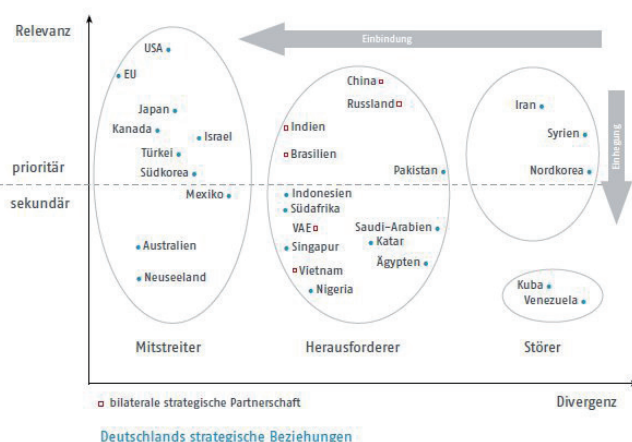 Relevanz
Einbindung
USA
EU
China
Russland
Japan
Iran
Kanada
Israel
Indien
Syrien
Einhegung
Türkei
Brasilien
prioritär
Südkorea
Pakistan
Nordkorea
sekundär
Mexiko
Indonesien
Südafrika
VAE
Saudi-Arabien
Australien
Singapur
Katar
Vietnam
Ägypten
Neuseeland
Nigeria
Kuba
Venezuela
Mitstreiter
Herausforderer
Störer
bilaterale strategische Partnerschaft
Divergenz
Deutschlands strategische Beziehungen